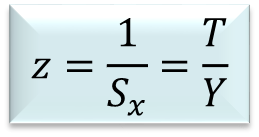 z = 1/Sₓ = T/Y